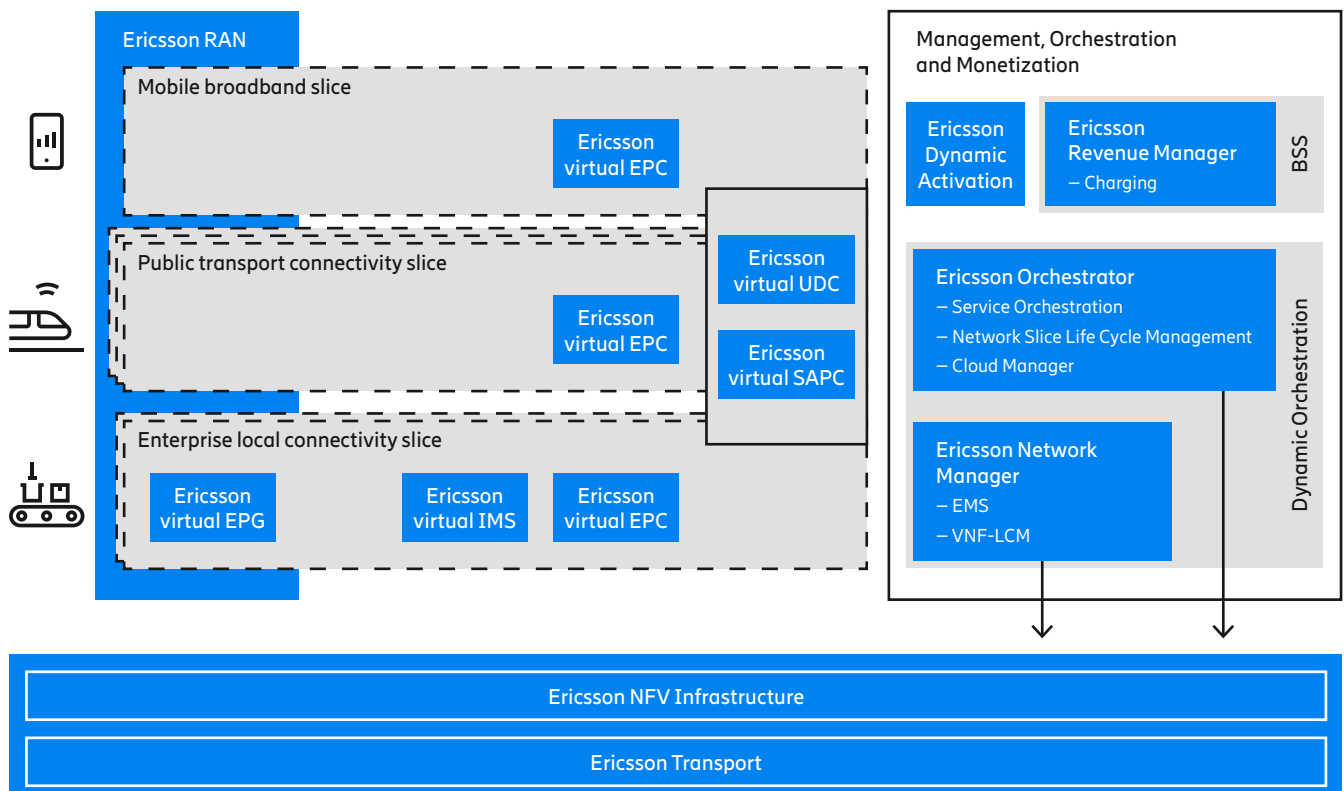 Ericsson RAN
Mobile broadband slice
Ericsson
virtual EPC
Public transport connectivity slice
Ericsson
virtual EPC
Ericsson
virtual UDC
Ericsson
virtual SAPC
Enterprise local connectivity slice
Ericsson
virtual EPG
Ericsson
virtual IMS
Ericsson
virtual EPC
Management, Orchestration
and Monetization
Ericsson
Dynamic
Activation
Ericsson
Revenue Manager
– Charging
BSS
Ericsson Orchestrator
– Service Orchestration
– Network Slice Life Cycle Management
– Cloud Manager
Ericsson Network
Manager
– EMS
– VNF-LCM
Dynamic Orchestration
Ericsson NFV Infrastructure
Ericsson Transport